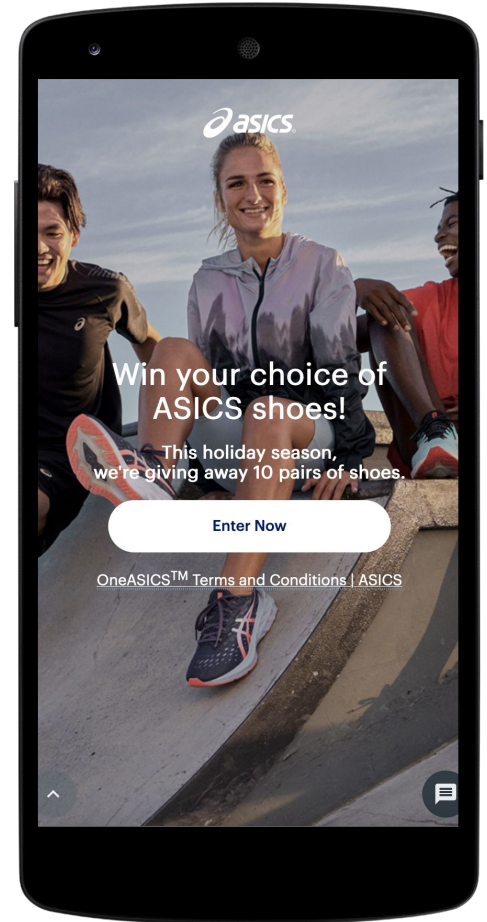 asics
Win your choice of
ASICS shoes!
This holiday season,
we're giving away 10 pairs of shoes.
Enter Now
OneASICS™ Terms and Conditions | ASICS